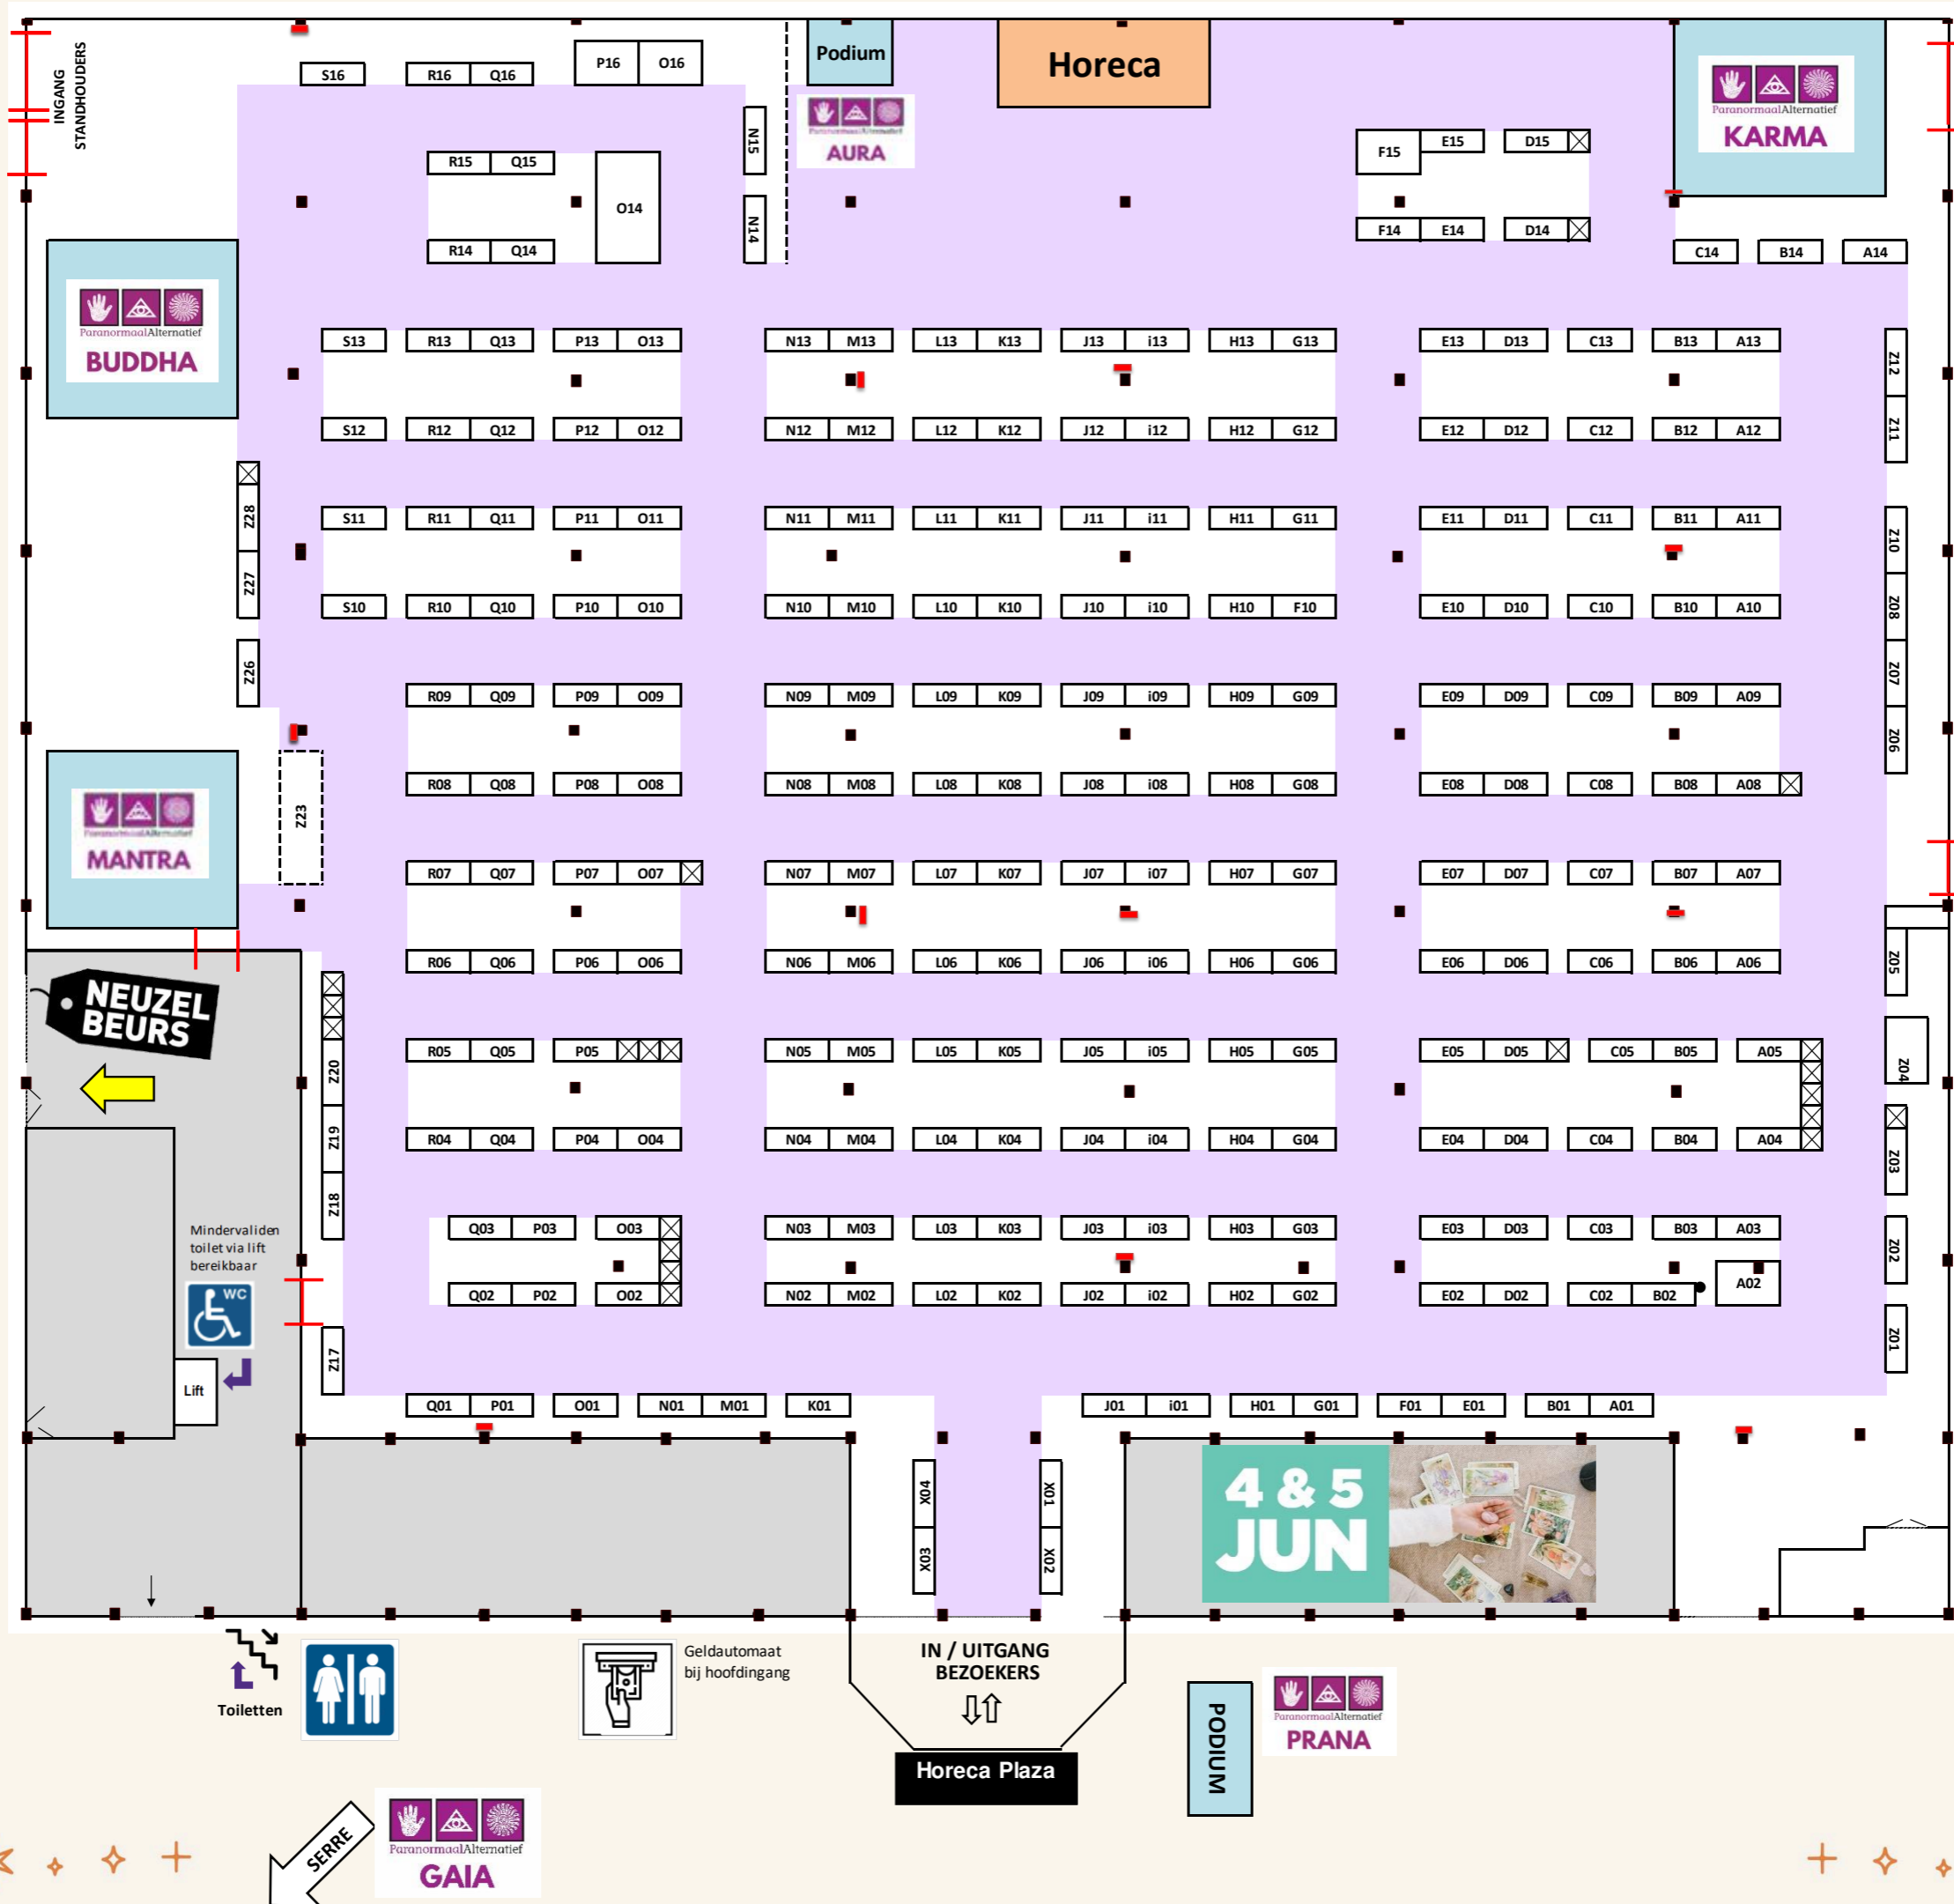 INGANG
STANDHOUDERS
S16 R16 Q16 P16 O16
Podium
Horeca
ParanormaalAlternatief
KARMA
ParanormaalAlternatief
AURA
N15
R15 Q15
O14
F15 E15 D15
N14
F14 E14 D14
R14 Q14
C14 B14 A14
ParanormaalAlternatief
BUDDHA
S13 R13 Q13 P13 O13 N13 M13 L13 K13 J13 i13 H13 G13 E13 D13 C13 B13 A13
Z12
S12 R12 Q12 P12 O12 N12 M12 L12 K12 J12 i12 H12 G12 E12 D12 C12 B12 A12
Z11
Z28
S11 R11 Q11 P11 O11 N11 M11 L11 K11 J11 i11 H11 G11 E11 D11 C11 B11 A11
Z10
Z27
S10 R10 Q10 P10 O10 N10 M10 L10 K10 J10 i10 H10 F10 E10 D10 C10 B10 A10
Z08
Z26
Z07
R09 Q09 P09 O09 N09 M09 L09 K09 J09 i09 H09 G09 E09 D09 C09 B09 A09
Z06
R08 Q08 P08 O08 N08 M08 L08 K08 J08 i08 H08 G08 E08 D08 C08 B08 A08
Z23
ParanormaalAlternatief
MANTRA
R07 Q07 P07 O07 N07 M07 L07 K07 J07 i07 H07 G07 E07 D07 C07 B07 A07
R06 Q06 P06 O06 N06 M06 L06 K06 J06 i06 H06 G06 E06 D06 C06 B06 A06
Z05
NEUZEL
BEURS
R05 Q05 P05 N05 M05 L05 K05 J05 i05 H05 G05 E05 D05 C05 B05 A05
Z20
Z04
R04 Q04 P04 O04 N04 M04 L04 K04 J04 i04 H04 G04 E04 D04 C04 B04 A04
Z19
Z03
Z18
Q03 P03 O03 N03 M03 L03 K03 J03 i03 H03 G03 E03 D03 C03 B03 A03
Z02
Mindervaliden
toilet via lift
bereikbaar
WC
Q02 P02 O02 N02 M02 L02 K02 J02 i02 H02 G02 E02 D02 C02 B02 A02
Z17
Z01
Lift
Q01 P01 O01 N01 M01 K01 J01 i01 H01 G01 F01 E01 B01 A01
X04 X01
X03 X02
4 & 5
JUN
Toiletten
Geldautomaat
bij hoofdingang
IN / UITGANG
BEZOEKERS
Horeca Plaza
PODIUM
ParanormaalAlternatief
PRANA
SERRE
ParanormaalAlternatief
GAIA